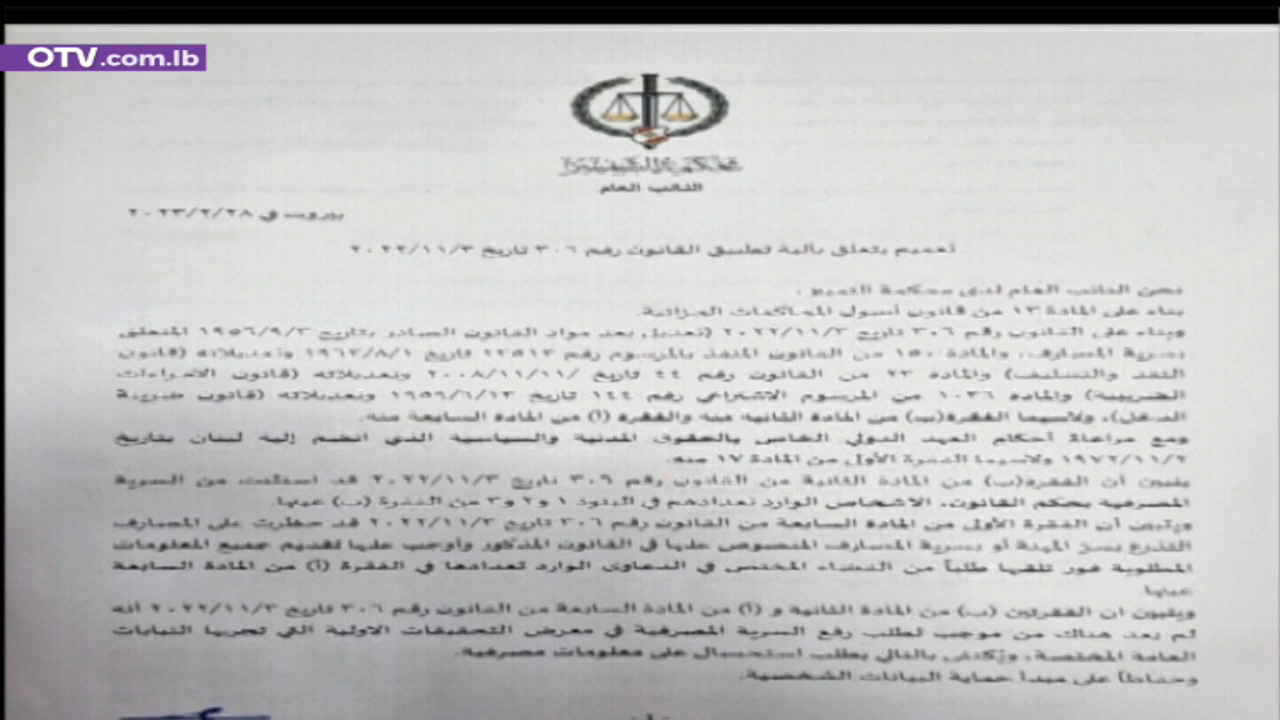 OTV.com.lb
محكمة التمييز
النائب العام
بيروت في ٢٠٢٣/٢/٢٨
تعميم يتعلق بآلية تطبيق القانون رقم ٣٠٦ تاريخ ٢٠٢٢/١١/٣
نحن النائب العام لدى محكمة التمييز،
بناء على المادة ١٣ من قانون أصول المحاكمات الجزائية
وبناء على القانون رقم ٣٠٦ تاريخ ٢٠٢٢/١١/٣ (تعديل بعد مواد القانون الصادر بتاريخ ١٩٥٦/٩/٣ المتعلق
بسرية المصارف، والمادة ١٥٠ من القانون المنفذ بالمرسوم رقم ١٣٥١٣ تاريخ ١٩٦٣/٨/١ وتعديلاته (قانون
النقد والتسليف) والمادة ٢٣ من القانون رقم ٤٤ تاريخ ٢٠٠٨/١١/١١/ وتعديلاته (قانون الاجراءات
الضريبية) والمادة ١٠٣٦ من المرسوم الاشتراعي رقم ١٤٤ تاريخ ١٩٥٩/٦/١٢ وتعديلاته (قانون ضريبة
الدخل)، ولاسيما الفقرة(ب) من المادة الثانية منه والفقرة (أ) من المادة السابعة منه.
ومع مراعاة أحكام العهد الدولي الخاص بالحقوق المدنية والسياسية الذي انضم إليه لبنان بتاريخ
١٩٧٢/١١/٢ ولاسيما الفقرة الأولى من المادة ١٧ منه.
يتبين أن الفقرة(ب) من المادة الثانية من القانون رقم ٣٠٦ تاريخ ٢٠٢٢/١١/٣ قد استثنت من السرية
المصرفية بحكم القانون، الاشخاص الوارد تعدادهم في البنود ١ و٢ و٣ من الفقرة (ب) عينها.
ويتبين أن الفقرة الأولى من المادة السابعة من القانون رقم ٣٠٦ تاريخ ٢٠٢٢/١١/٣ قد حظرت على المصارف
التذرع بسر المهنة أو بسرية المصارف المنصوص عليها في القانون المذكور وأوجب عليها تقديم جميع المعلومات
المطلوبة فور تلقيها طلباً من القضاء المختص في الدعاوى الوارد تعدادها في الفقرة (أ) من المادة السابعة
عينها.
ويتبين ان الفقرتين (ب) من المادة الثانية و (أ) من المادة السابعة من القانون رقم ٣٠٦ تاريخ ٢٠٢٢/١١/٣ أنه
لم يعد هناك من موجب لطلب رفع السرية المصرفية في معرض التحقيقات الاولية التي تجريها النيابات
العامة المختصة، ويُكتفى بالتالي بطلب استحصال على معلومات مصرفية.
وحفاظاً على مبدأ حماية البيانات الشخصية.